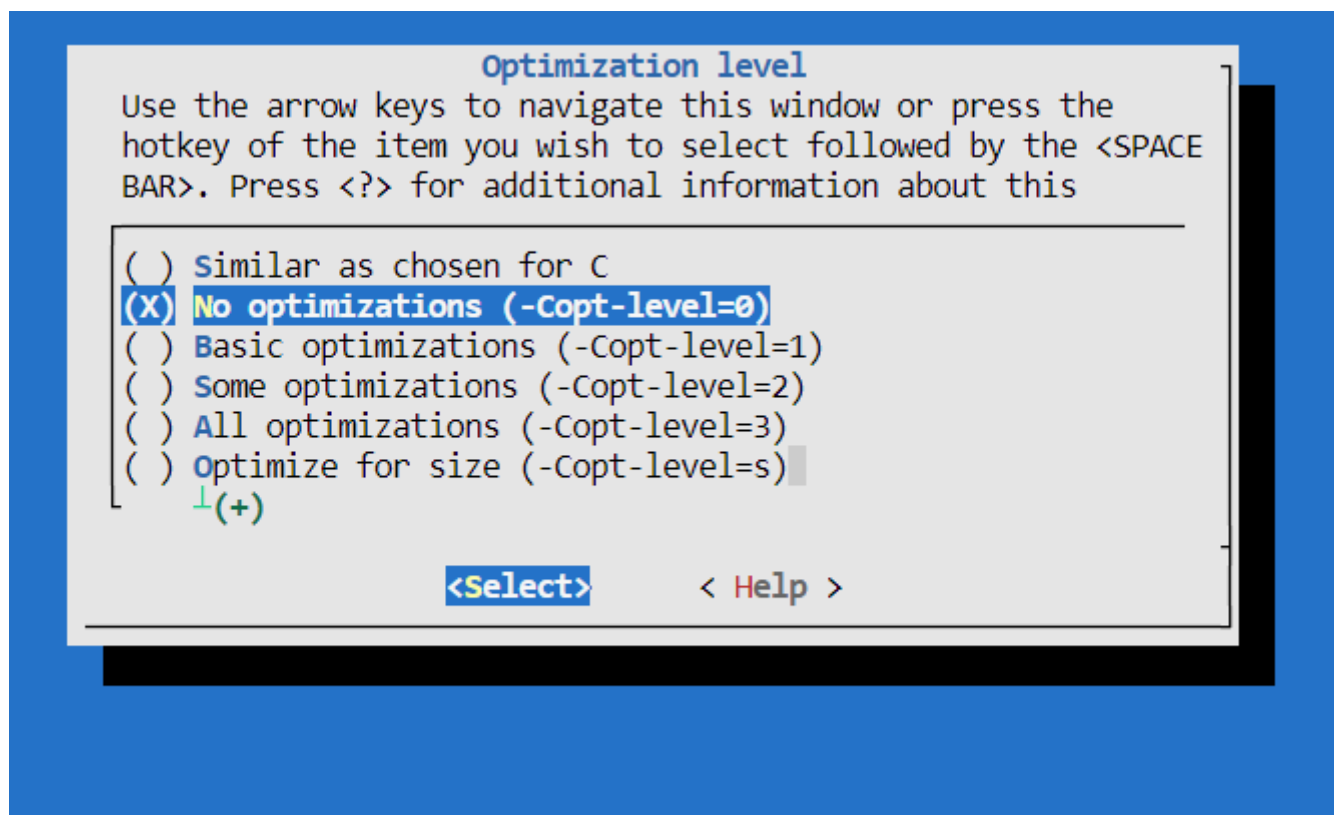 Optimization level
Use the arrow keys to navigate this window or press the
hotkey of the item you wish to select followed by the <SPACE
BAR>. Press <?> for additional information about this
( ) Similar as chosen for C
(X) No optimizations (-Copt-level=0)
( ) Basic optimizations (-Copt-level=1)
( ) Some optimizations (-Copt-level=2)
( ) All optimizations (-Copt-level=3)
( ) Optimize for size (-Copt-level=s)
┴(+)
<Select> < Help >